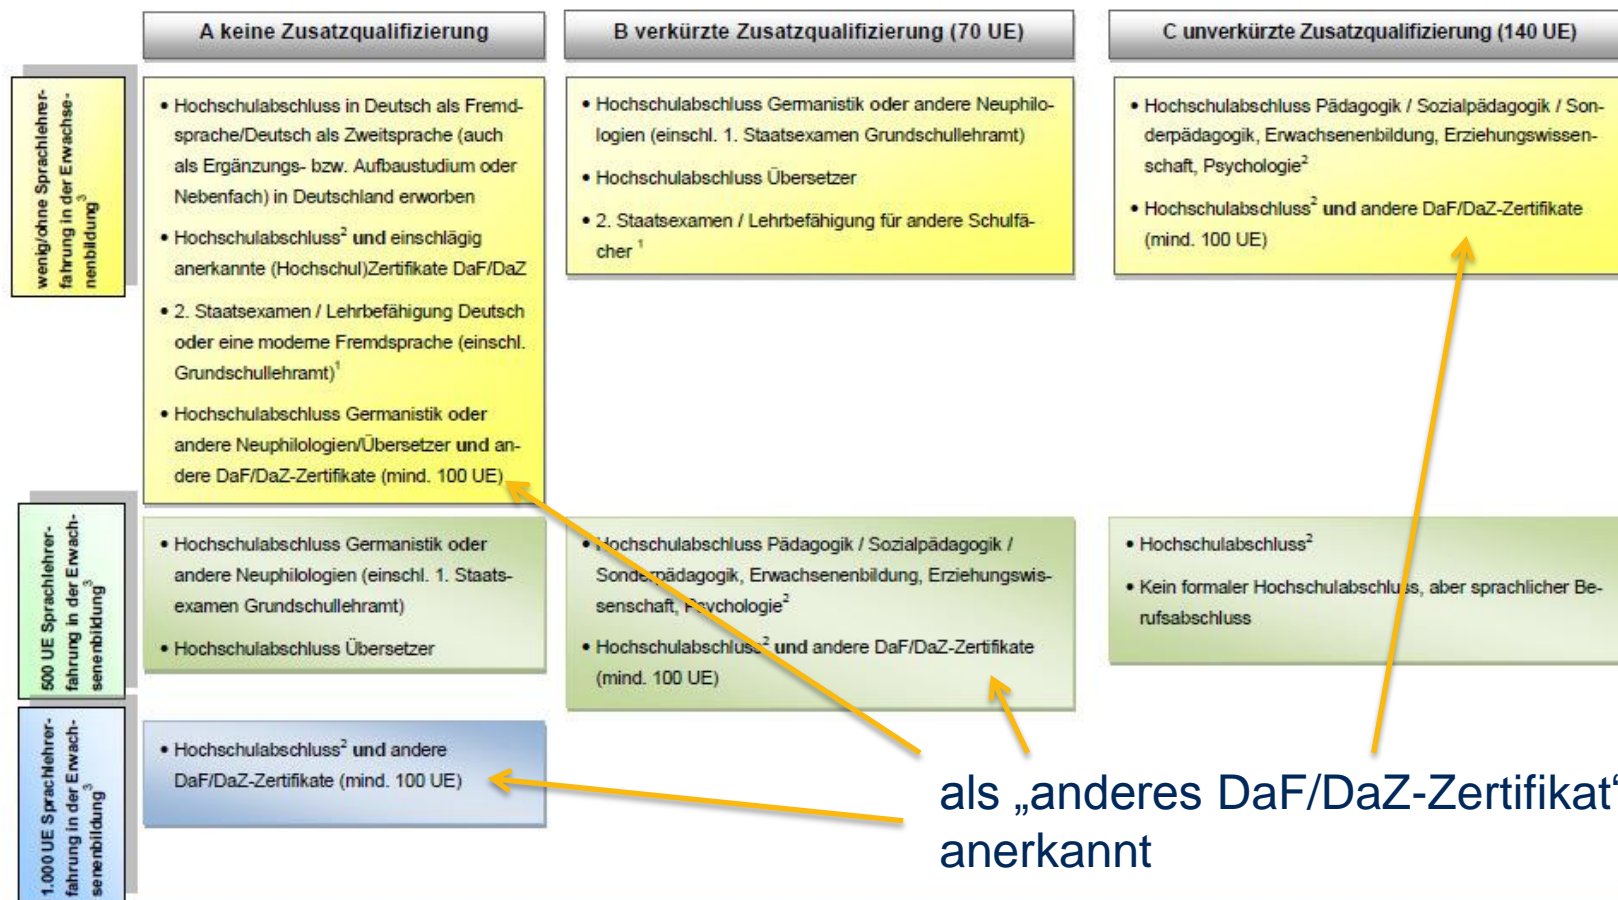 A keine Zusatzqualifizierung
B verkürzte Zusatzqualifizierung (70 UE)
C unverkürzte Zusatzqualifizierung (140 UE)
wenig/ohne Sprachlehrer-
fahrung in der Erwachse-
nenbildung³
• Hochschulabschluss in Deutsch als Fremd-
sprache/Deutsch als Zweitsprache (auch
als Ergänzungs- bzw. Aufbaustudium oder
Nebenfach) in Deutschland erworben
• Hochschulabschluss² und einschlägig
anerkannte (Hochschul)Zertifikate DaF/DaZ
• 2. Staatsexamen / Lehrbefähigung Deutsch
oder eine moderne Fremdsprache (einschl.
Grundschullehramt)¹
• Hochschulabschluss Germanistik oder
andere Neuphilologien/Übersetzer und an-
dere DaF/DaZ-Zertifikate (mind. 100 UE)
• Hochschulabschluss Germanistik oder andere Neuphilo-
logien (einschl. 1. Staatsexamen Grundschullehramt)
• Hochschulabschluss Übersetzer
• 2. Staatsexamen / Lehrbefähigung für andere Schulfä-
cher ¹
• Hochschulabschluss Pädagogik / Sozialpädagogik / Son-
derpädagogik, Erwachsenenbildung, Erziehungswissen-
schaft, Psychologie²
• Hochschulabschluss² und andere DaF/DaZ-Zertifikate
(mind. 100 UE)
500 UE Sprachlehrer-
fahrung in der Erwach-
senenbildung³
• Hochschulabschluss Germanistik oder
andere Neuphilologien (einschl. 1. Staats-
examen Grundschullehramt)
• Hochschulabschluss Übersetzer
• Hochschulabschluss Pädagogik / Sozialpädagogik /
Sonderpädagogik, Erwachsenenbildung, Erziehungswis-
senschaft, Psychologie²
• Hochschulabschluss² und andere DaF/DaZ-Zertifikate
(mind. 100 UE)
• Hochschulabschluss²
• Kein formaler Hochschulabschluss, aber sprachlicher Be-
rufsabschluss
1.000 UE Sprachlehrer-
fahrung in der Erwach-
senenbildung³
• Hochschulabschluss² und andere
DaF/DaZ-Zertifikate (mind. 100 UE)
als „anderes DaF/DaZ-Zertifikat“
anerkannt